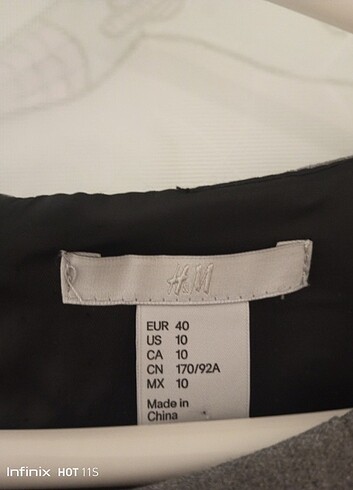 H&M
EUR 40
US 10
CA 10
CN 170/92A
MX 10
Made in
China
Infinix HOT 11S